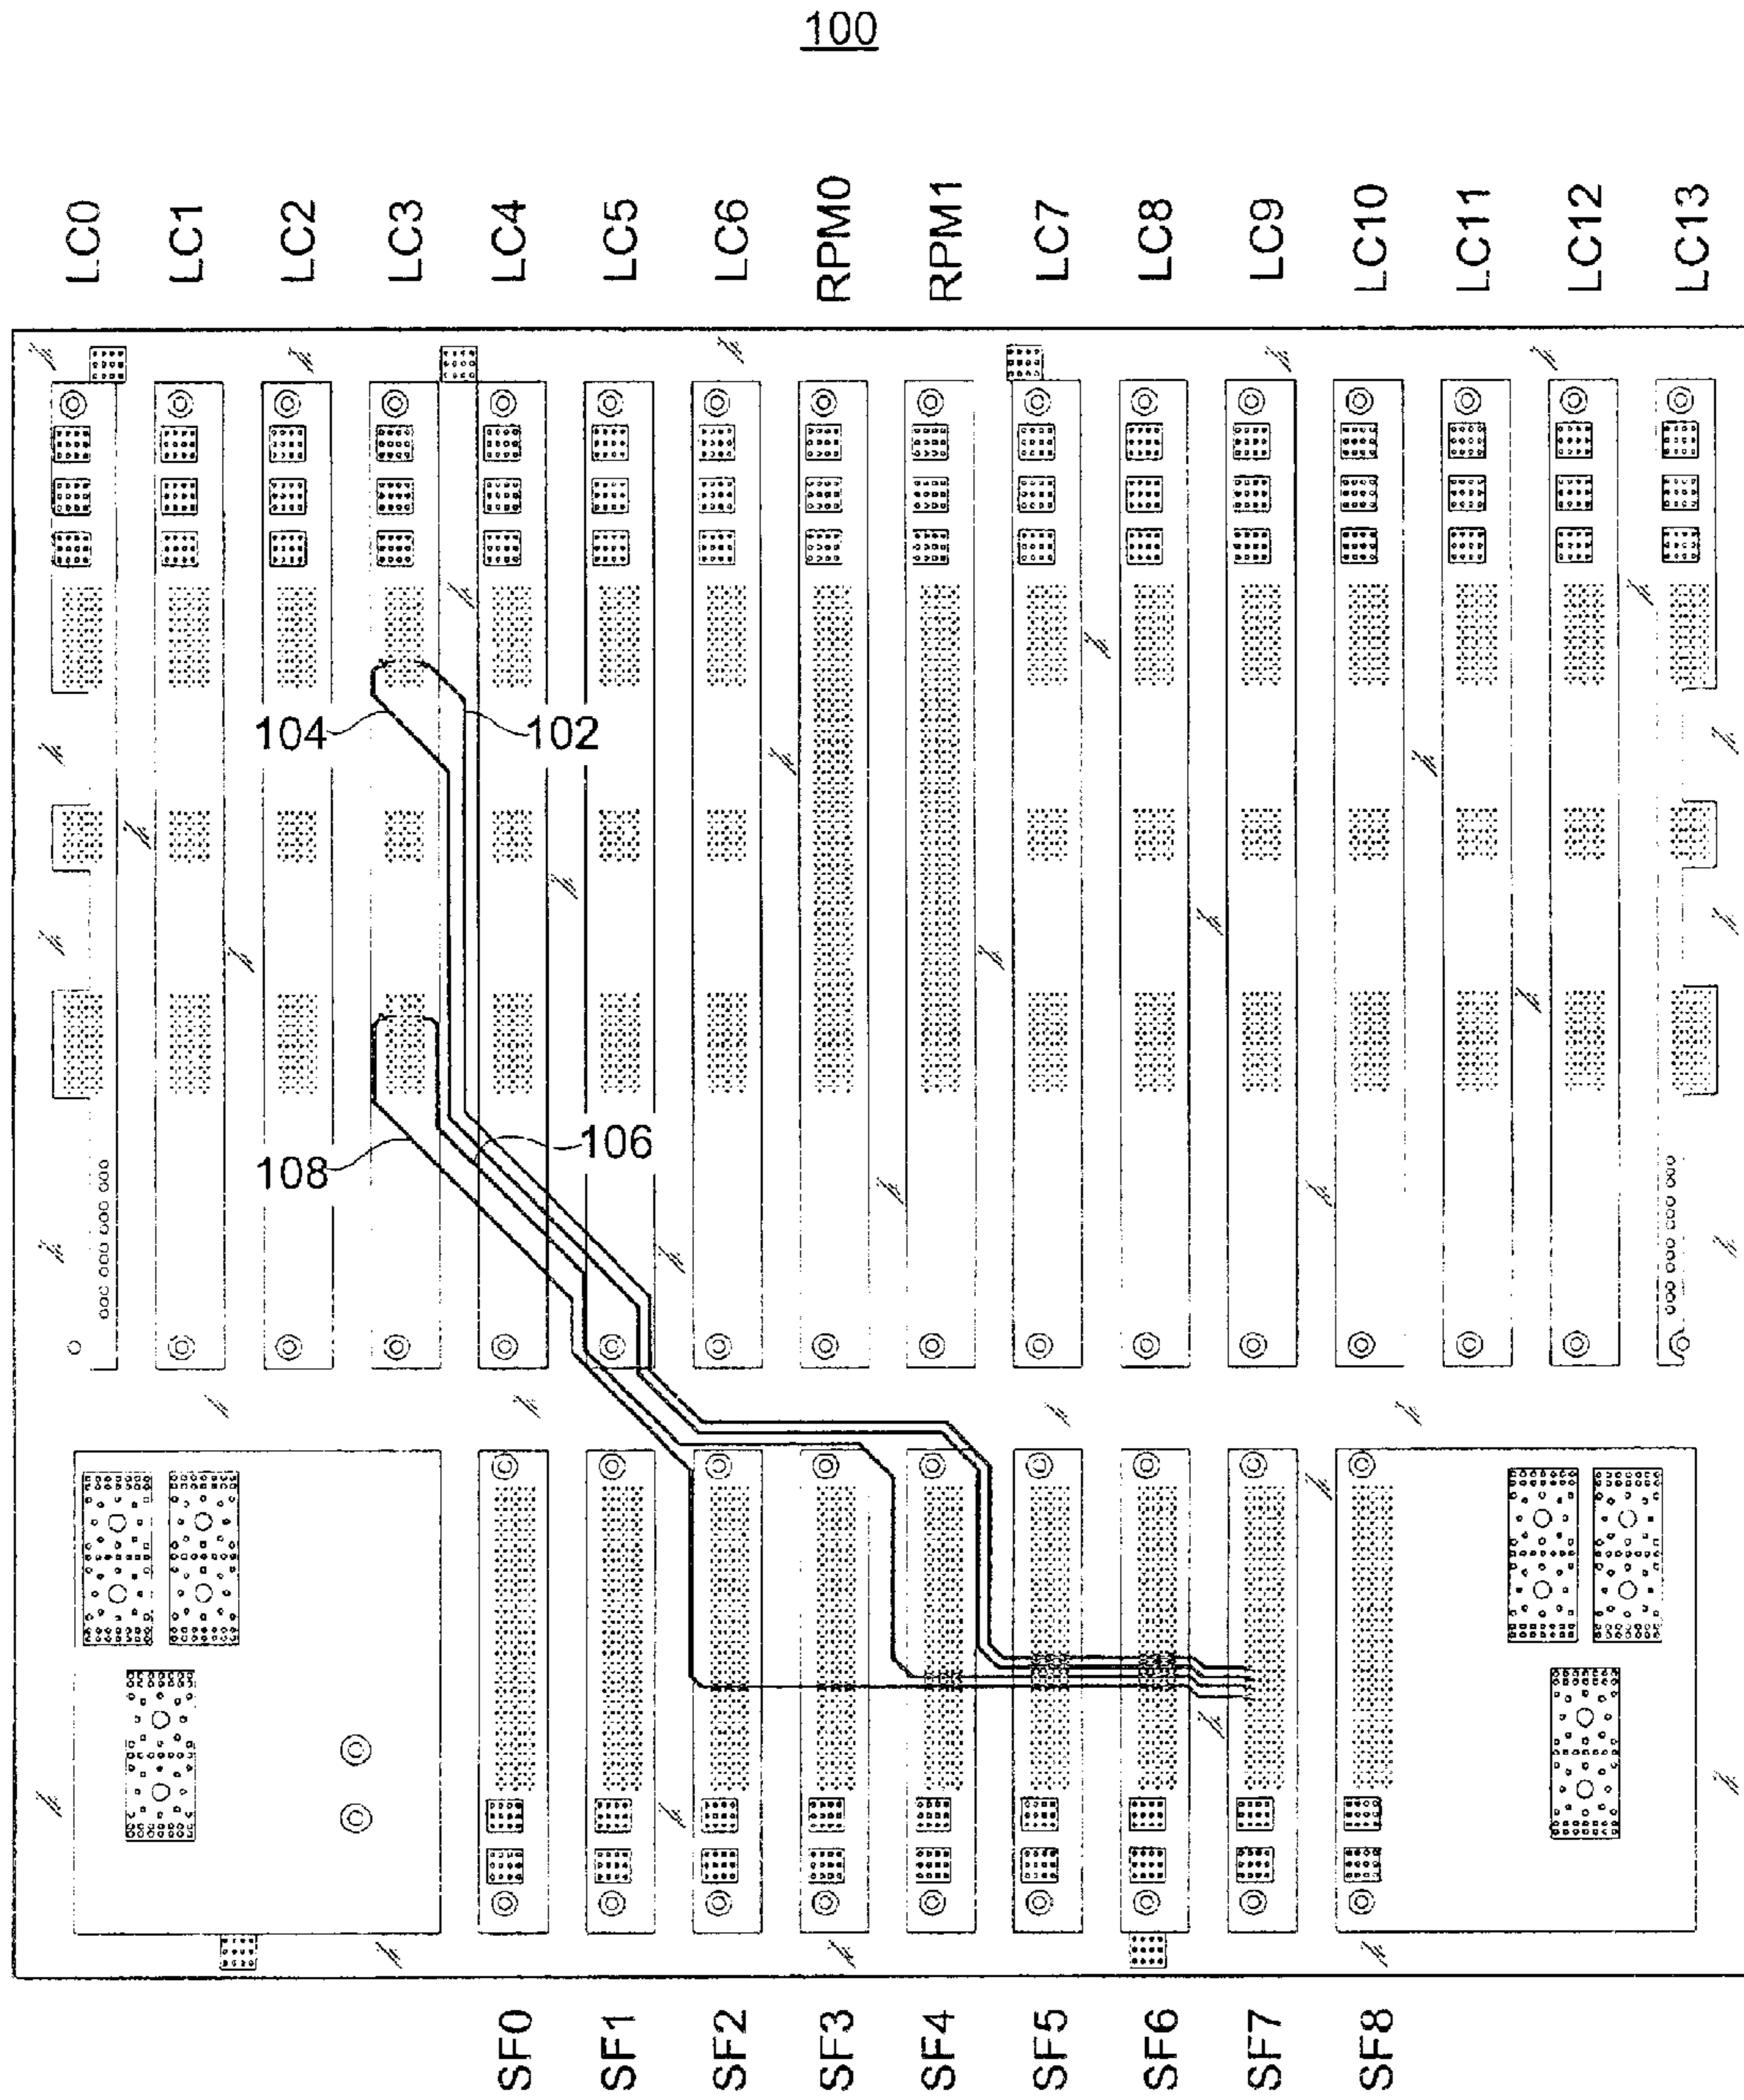 100
LC0
LC1
LC2
LC3
LC4
LC5
LC6
RPM0
RPM1
LC7
LC8
LC9
LC10
LC11
LC12
LC13
104
102
108
106
SF0
SF1
SF2
SF3
SF4
SF5
SF6
SF7
SF8